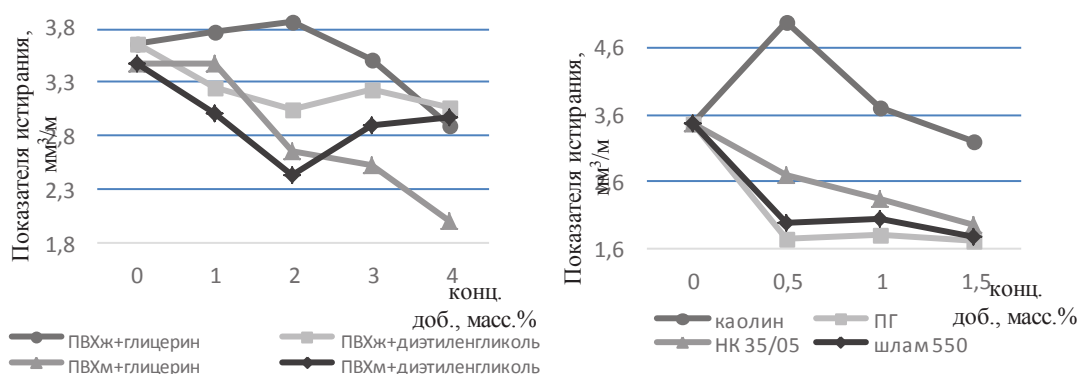 Показателя истирания,
мм³/м
3,8
3,3
2,8
2,3
1,8
0 1 2 3 4
конц.
доб., масс.%
ПВХж+глицерин ПВХж+диэтиленгликоль
ПВХм+глицерин ПВХм+диэтиленгликоль
Показателя истирания,
мм³/м
4,6
3,6
2,6
1,6
0 0,5 1 1,5
конц.
доб., масс.%
каолин ПГ
НК 35/05 шлам 550